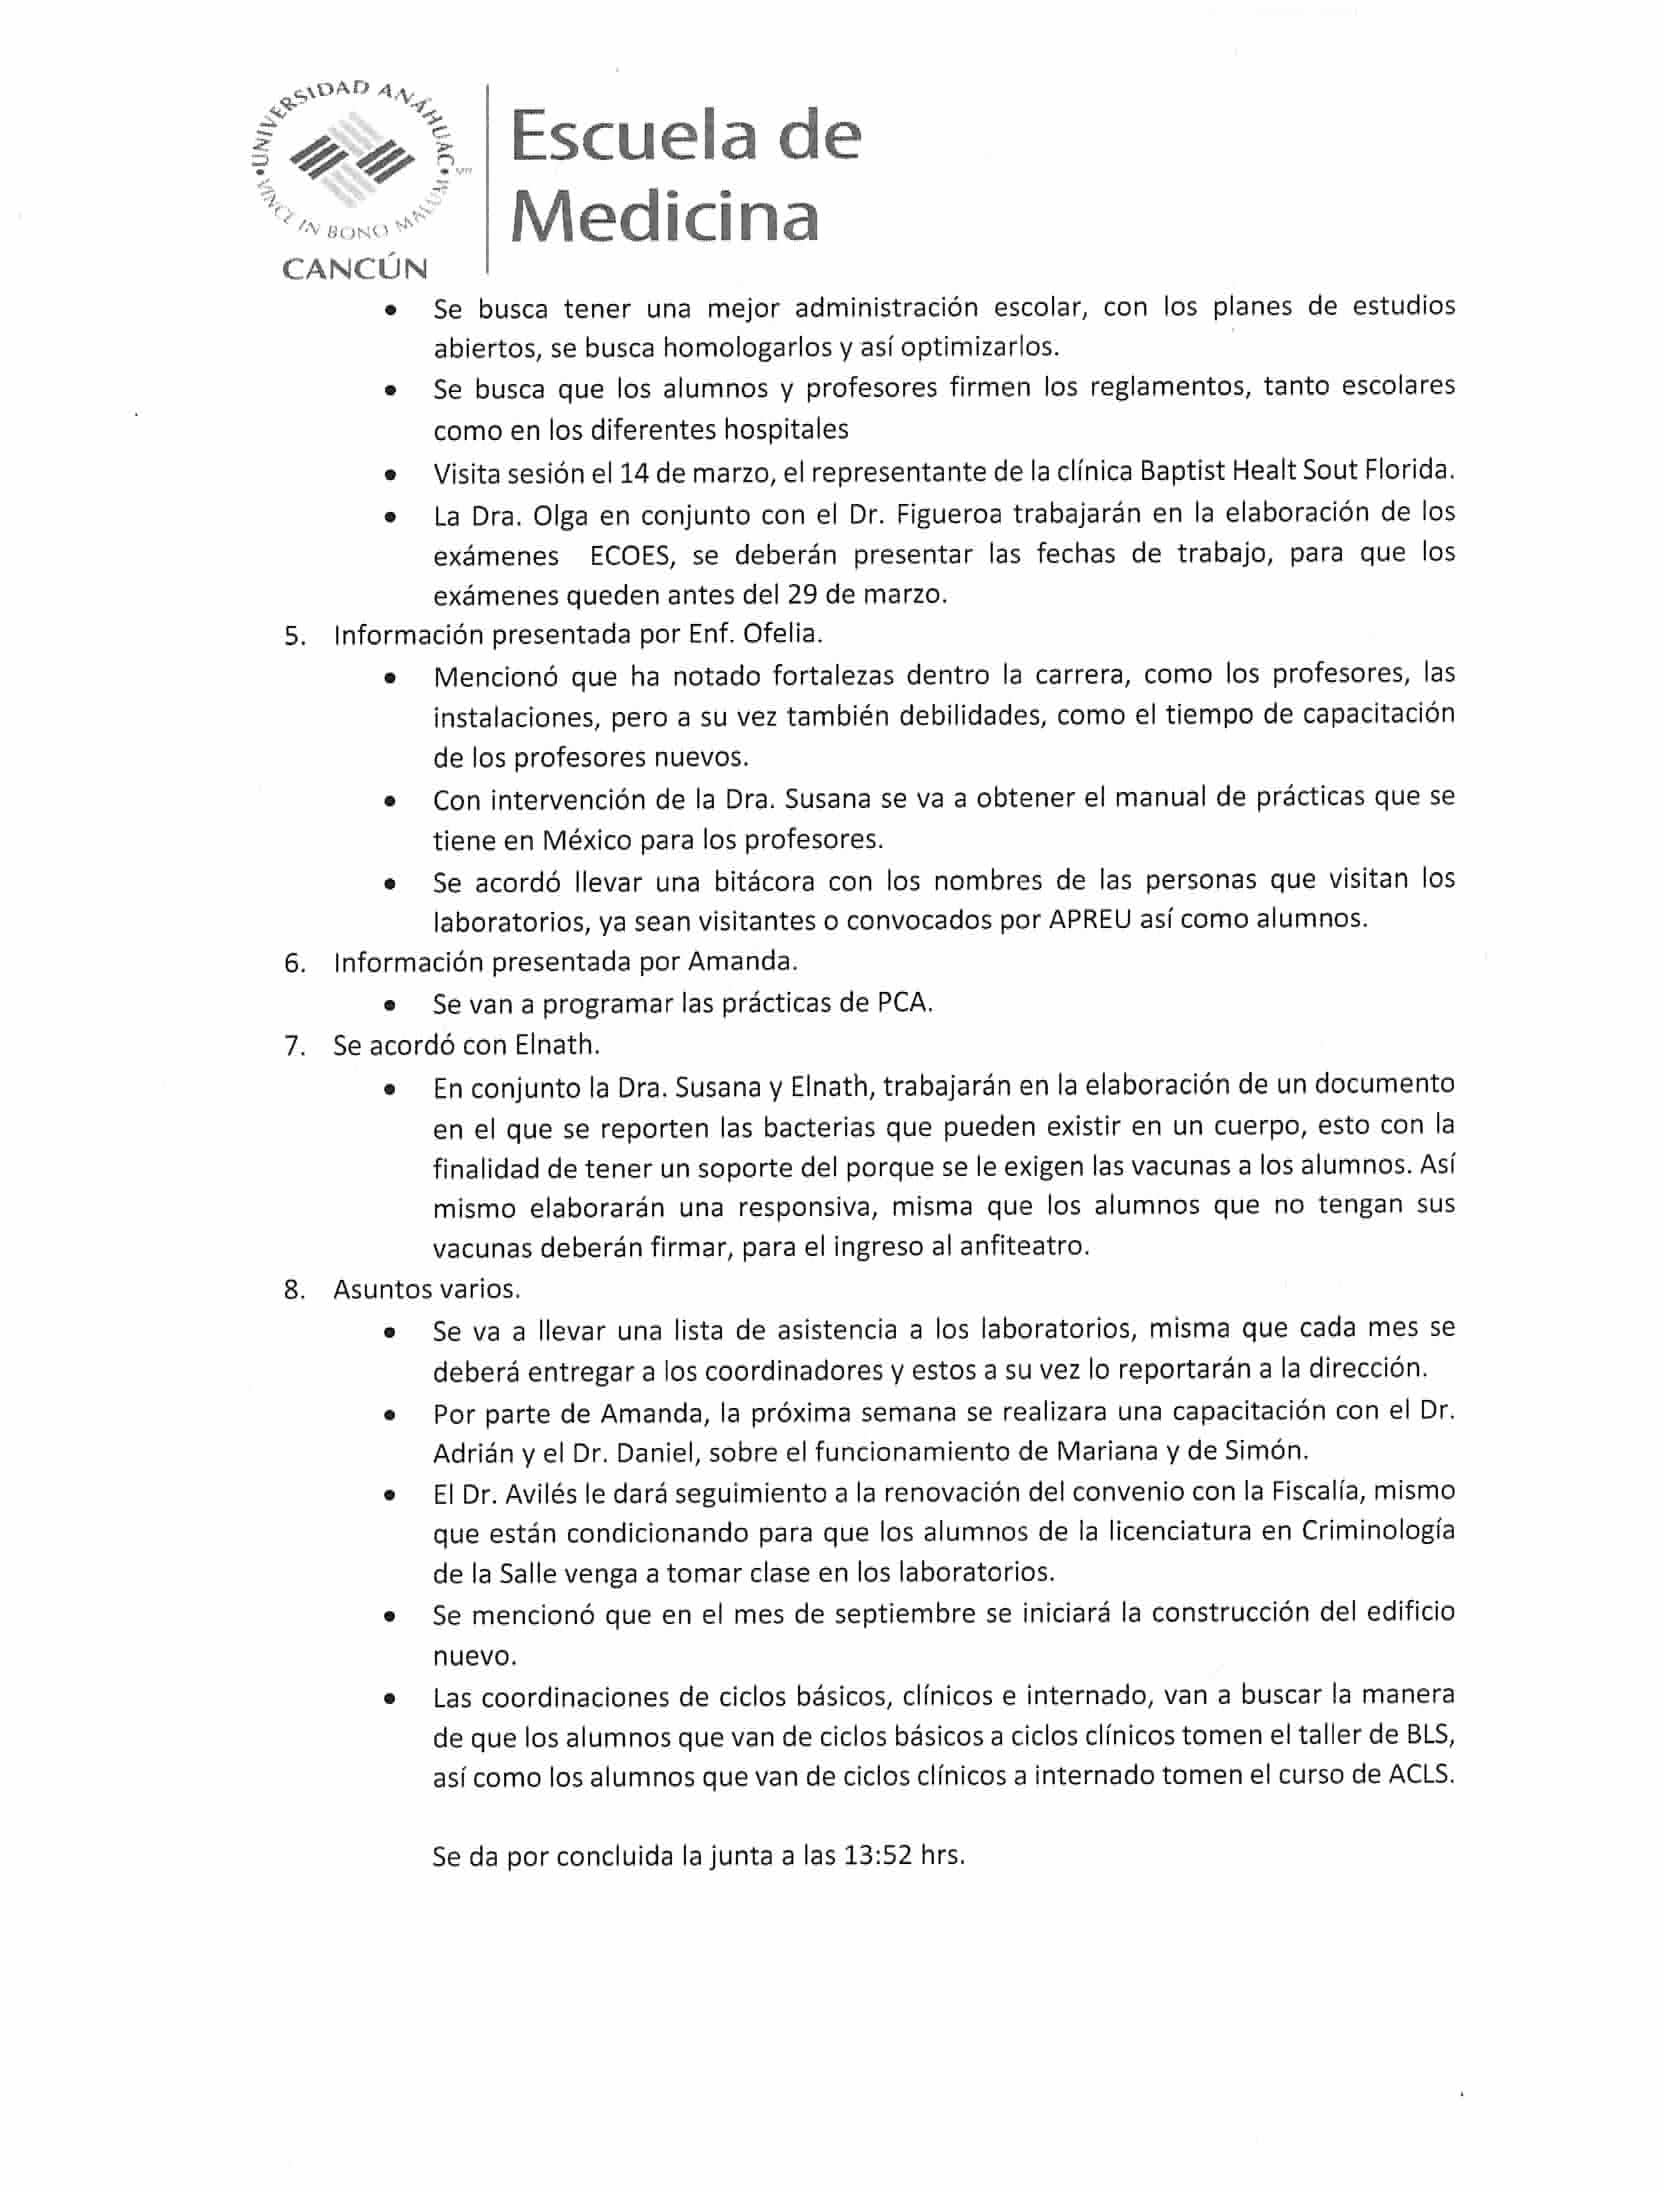 UNIVERSIDAD ANÁHUAC
VINCE IN BONO MALUM
CANCÚN
Escuela de
Medicina
• Se busca tener una mejor administración escolar, con los planes de estudios
abiertos, se busca homologarlos y así optimizarlos.
• Se busca que los alumnos y profesores firmen los reglamentos, tanto escolares
como en los diferentes hospitales
• Visita sesión el 14 de marzo, el representante de la clínica Baptist Healt Sout Florida.
• La Dra. Olga en conjunto con el Dr. Figueroa trabajarán en la elaboración de los
exámenes ECOES, se deberán presentar las fechas de trabajo, para que los
exámenes queden antes del 29 de marzo.
5. Información presentada por Enf. Ofelia.
• Mencionó que ha notado fortalezas dentro la carrera, como los profesores, las
instalaciones, pero a su vez también debilidades, como el tiempo de capacitación
de los profesores nuevos.
• Con intervención de la Dra. Susana se va a obtener el manual de prácticas que se
tiene en México para los profesores.
• Se acordó llevar una bitácora con los nombres de las personas que visitan los
laboratorios, ya sean visitantes o convocados por APREU así como alumnos.
6. Información presentada por Amanda.
• Se van a programar las prácticas de PCA.
7. Se acordó con Elnath.
• En conjunto la Dra. Susana y Elnath, trabajarán en la elaboración de un documento
en el que se reporten las bacterias que pueden existir en un cuerpo, esto con la
finalidad de tener un soporte del porque se le exigen las vacunas a los alumnos. Así
mismo elaborarán una responsiva, misma que los alumnos que no tengan sus
vacunas deberán firmar, para el ingreso al anfiteatro.
8. Asuntos varios.
• Se va a llevar una lista de asistencia a los laboratorios, misma que cada mes se
deberá entregar a los coordinadores y estos a su vez lo reportarán a la dirección.
• Por parte de Amanda, la próxima semana se realizara una capacitación con el Dr.
Adrián y el Dr. Daniel, sobre el funcionamiento de Mariana y de Simón.
• El Dr. Avilés le dará seguimiento a la renovación del convenio con la Fiscalía, mismo
que están condicionando para que los alumnos de la licenciatura en Criminología
de la Salle venga a tomar clase en los laboratorios.
• Se mencionó que en el mes de septiembre se iniciará la construcción del edificio
nuevo.
• Las coordinaciones de ciclos básicos, clínicos e internado, van a buscar la manera
de que los alumnos que van de ciclos básicos a ciclos clínicos tomen el taller de BLS,
así como los alumnos que van de ciclos clínicos a internado tomen el curso de ACLS.
Se da por concluida la junta a las 13:52 hrs.